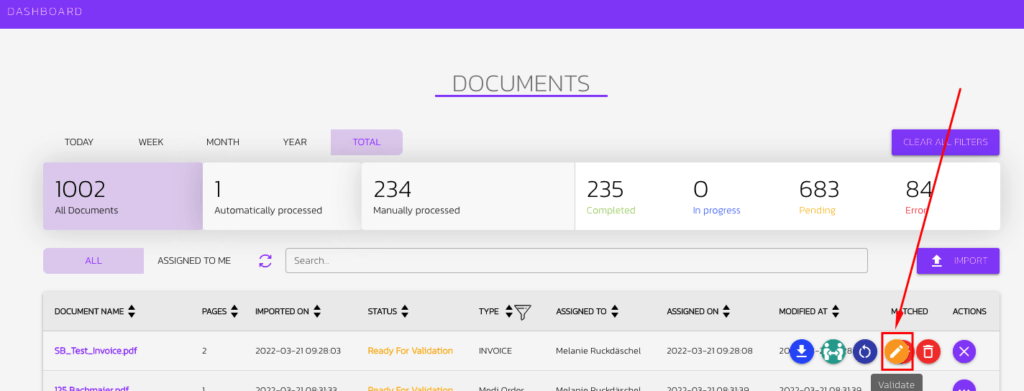 DASHBOARD
DOCUMENTS
TODAY WEEK MONTH YEAR TOTAL CLEAR ALL FILTERS
1002 1 234 235 0 683 84
All Documents Automatically processed Manually processed Completed In progress Pending Error
ALL ASSIGNED TO ME Search... IMPORT
DOCUMENT NAME PAGES IMPORTED ON STATUS TYPE ASSIGNED TO ASSIGNED ON MODIFIED AT MATCHED ACTIONS
SB_Test_Invoice.pdf 2 2022-03-21 09:28:03 Ready For Validation INVOICE Melanie Ruckdäschel 2022-03-21 09:28:08 2022-03-21 09:28
Validate
125 Bachmaier.pdf 1 2022-03-21 08:31:33 Ready For Validation Medi Order Melanie Ruckdäschel